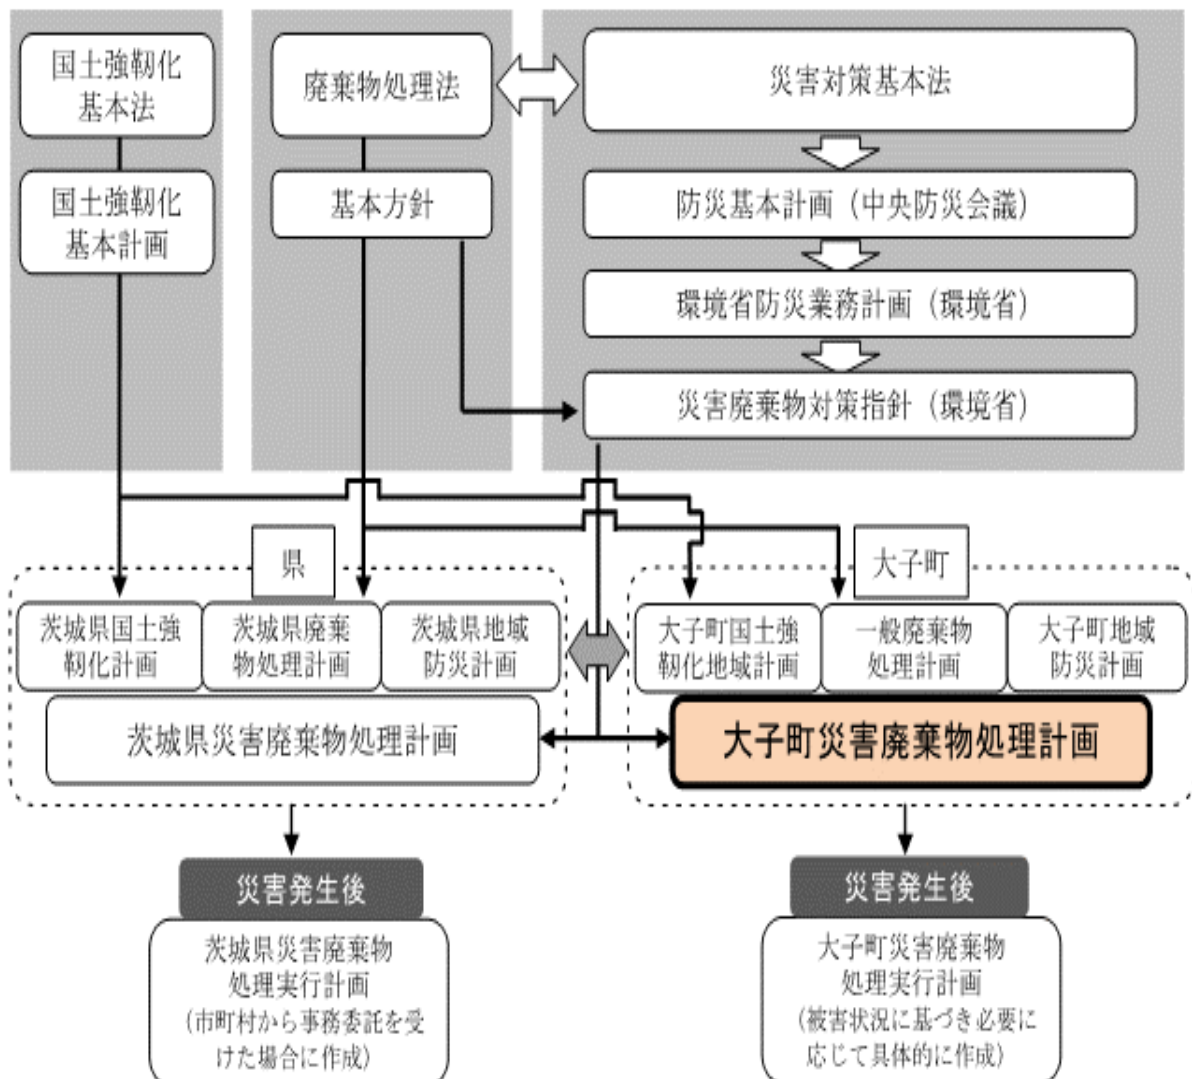 国土強靱化
基本法
国土強靱化
基本計画
廃棄物処理法
基本方針
災害対策基本法
防災基本計画（中央防災会議）
環境省防災業務計画（環境省）
災害廃棄物対策指針（環境省）
県
茨城県国土強
靱化計画
茨城県廃棄
物処理計画
茨城県地域
防災計画
茨城県災害廃棄物処理計画
大子町
大子町国土強
靱化地域計画
一般廃棄物
処理計画
大子町地域
防災計画
大子町災害廃棄物処理計画
災害発生後
茨城県災害廃棄物
処理実行計画
（市町村から事務委託を受
けた場合に作成）
災害発生後
大子町災害廃棄物
処理実行計画
（被害状況に基づき必要に
応じて具体的に作成）